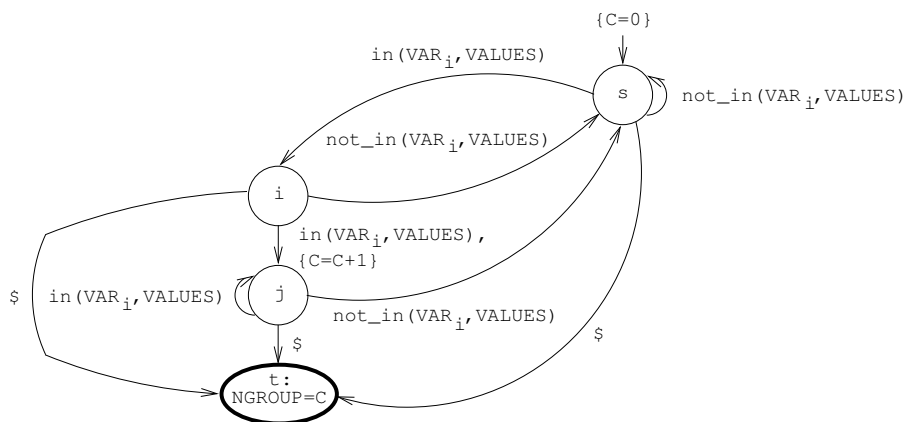 {C=0}
in(VAR_i,VALUES)
s
not_in(VAR_i,VALUES)
not_in(VAR_i,VALUES)
i
in(VAR_i,VALUES),
{C=C+1}
$
in(VAR_i,VALUES)
j
not_in(VAR_i,VALUES)
$
$
t:
NGROUP=C